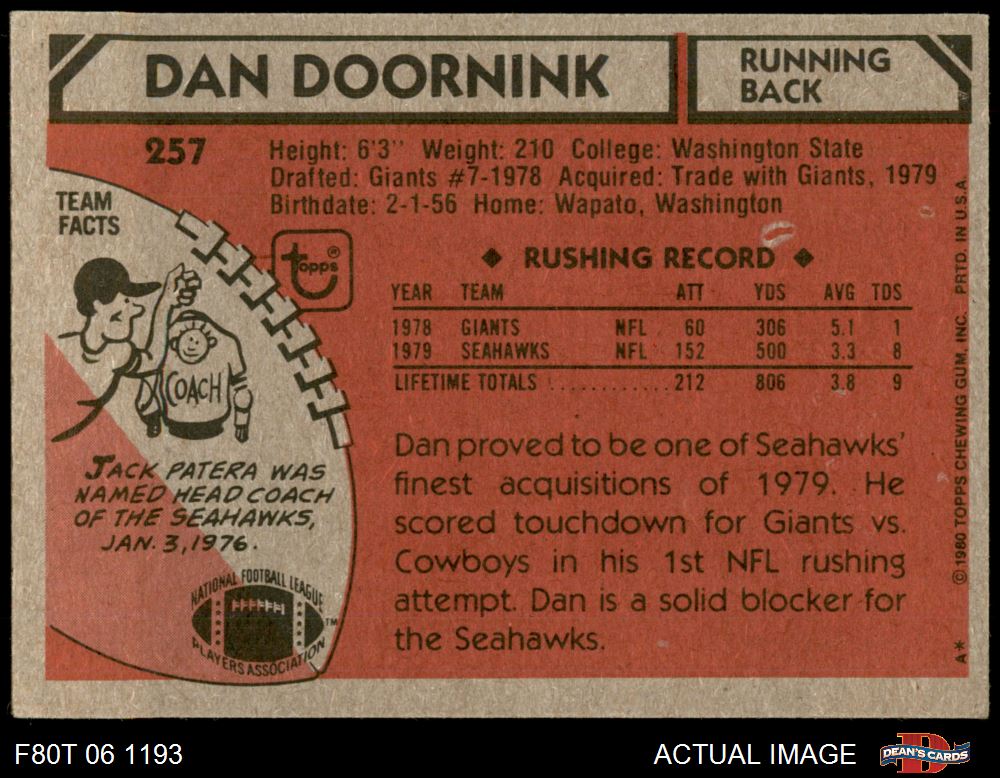 DAN DOORNINK
RUNNING
BACK
257
Height: 6'3" Weight: 210 College: Washington State
Drafted: Giants #7-1978 Acquired: Trade with Giants, 1979
Birthdate: 2-1-56 Home: Wapato, Washington
TEAM
FACTS
topps®
COACH
JACK PATERA WAS
NAMED HEAD COACH
OF THE SEAHAWKS,
JAN. 3, 1976.
NATIONAL FOOTBALL LEAGUE
PLAYERS ASSOCIATION
TM
◆ RUSHING RECORD ◆
YEAR TEAM ATT YDS AVG TDS
1978 GIANTS NFL 60 306 5.1 1
1979 SEAHAWKS NFL 152 500 3.3 8
LIFETIME TOTALS ............ 212 806 3.8 9
Dan proved to be one of Seahawks'
finest acquisitions of 1979. He
scored touchdown for Giants vs.
Cowboys in his 1st NFL rushing
attempt. Dan is a solid blocker for
the Seahawks.
A* © 1980 TOPPS CHEWING GUM, INC. PRTD. IN U.S.A.
F80T 06 1193
ACTUAL IMAGE
D
DEAN'S CARDS